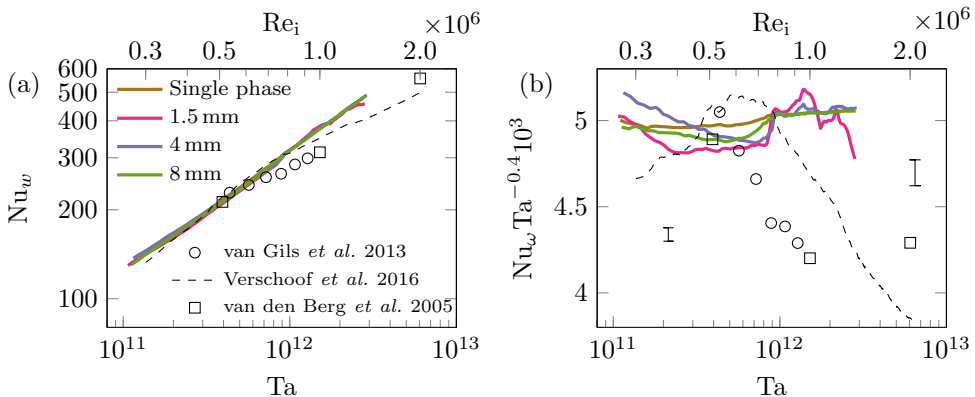 Re_i
×10^6
0.3 0.5 1.0 2.0
(a)
600
500
400
300
200
100
Nu_w
Single phase
1.5 mm
4 mm
8 mm
van Gils et al. 2013
Verschoof et al. 2016
van den Berg et al. 2005
10^11 10^12 10^13
Ta
Re_i
×10^6
0.3 0.5 1.0 2.0
(b)
5
4.5
4
Nu_ω Ta^−0.4 10^3
10^11 10^12 10^13
Ta